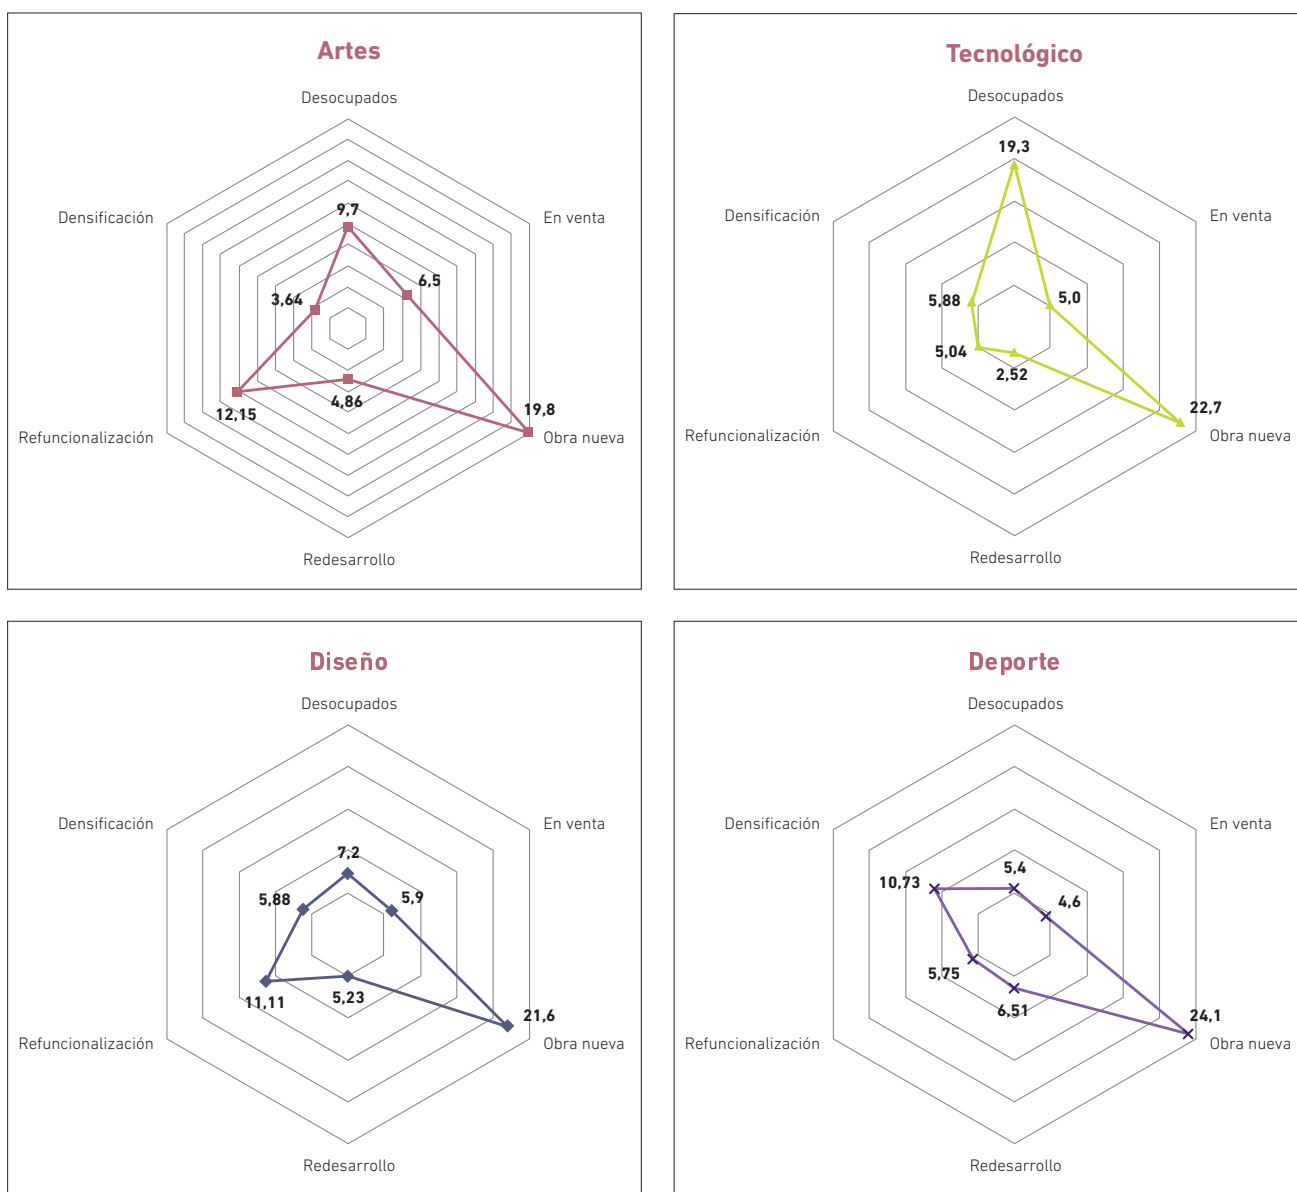 Artes
Desocupados
9,7
Densificación
En venta
6,5
3,64
12,15
4,86
19,8
Refuncionalización
Obra nueva
Redesarrollo
Tecnológico
Desocupados
19,3
Densificación
En venta
5,88
5,0
5,04
2,52
22,7
Refuncionalización
Obra nueva
Redesarrollo
Diseño
Desocupados
Densificación
En venta
7,2
5,88
5,9
11,11
5,23
21,6
Refuncionalización
Obra nueva
Redesarrollo
Deporte
Desocupados
Densificación
En venta
5,4
10,73
4,6
5,75
6,51
24,1
Refuncionalización
Obra nueva
Redesarrollo